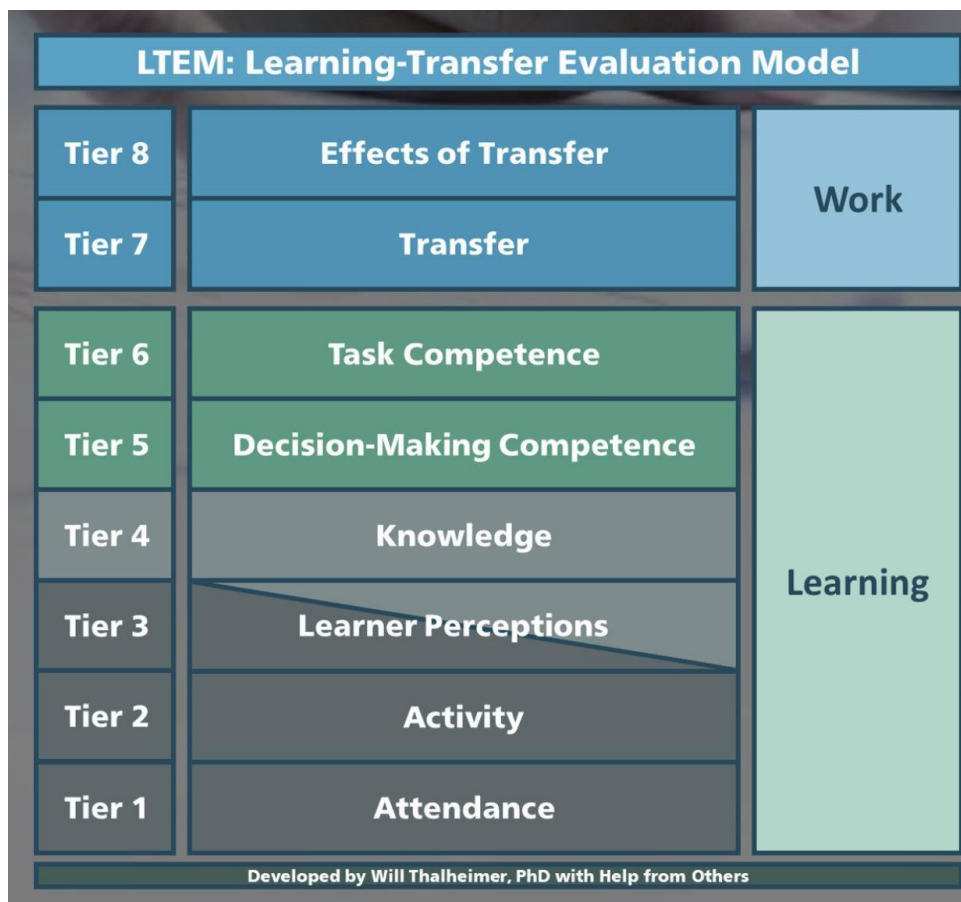 LTEM: Learning-Transfer Evaluation Model
Tier 8 Effects of Transfer
Work
Tier 7 Transfer
Tier 6 Task Competence
Tier 5 Decision-Making Competence
Tier 4 Knowledge
Learning
Tier 3 Learner Perceptions
Tier 2 Activity
Tier 1 Attendance
Developed by Will Thalheimer, PhD with Help from Others